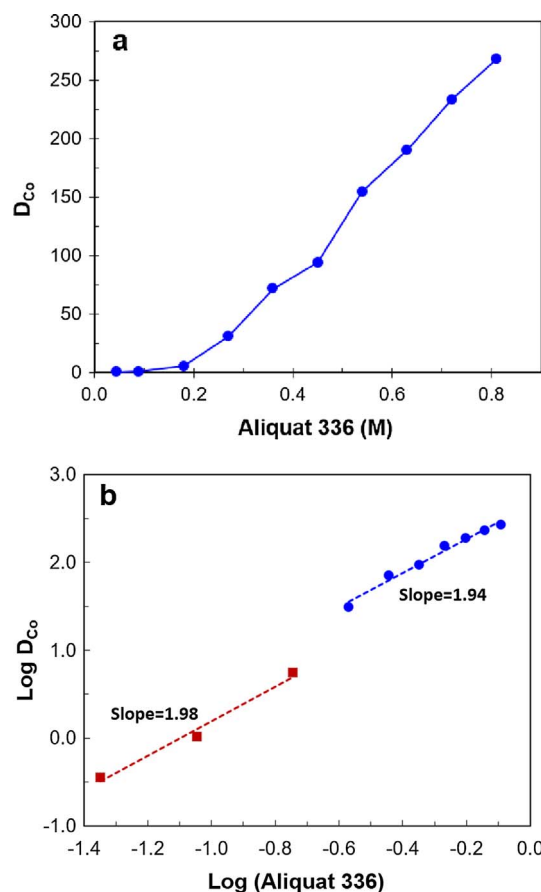 a
300
250
200
150
100
50
0
D_Co
0.0 0.2 0.4 0.6 0.8
Aliquat 336 (M)
b
3.0
2.0
1.0
0.0
-1.0
Log D_Co
Slope=1.94
Slope=1.98
-1.4 -1.2 -1.0 -0.8 -0.6 -0.4 -0.2 0.0
Log (Aliquat 336)